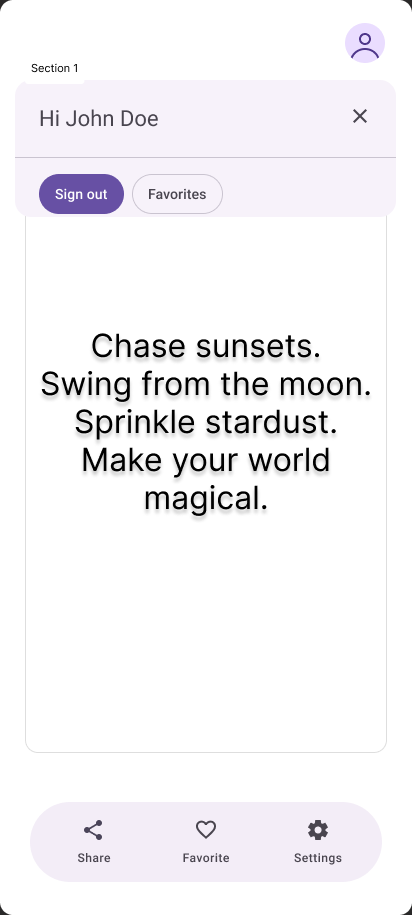 Section 1
Hi John Doe
Sign out
Favorites
Chase sunsets.
Swing from the moon.
Sprinkle stardust.
Make your world
magical.
Share
Favorite
Settings